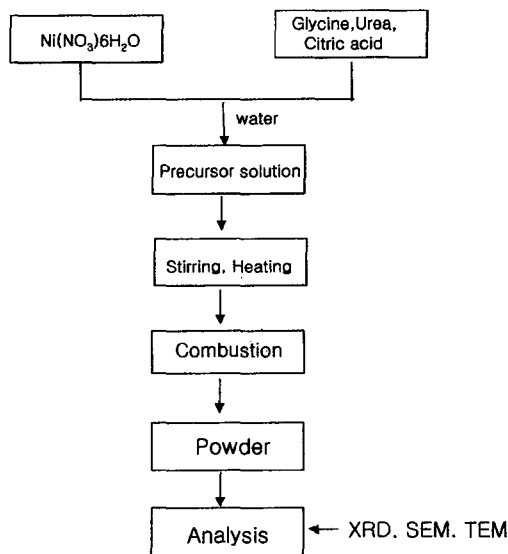 Ni(NO₃)6H₂O
Glycine,Urea,
Citric acid
water
Precursor solution
Stirring, Heating
Combustion
Powder
Analysis
XRD. SEM. TEM